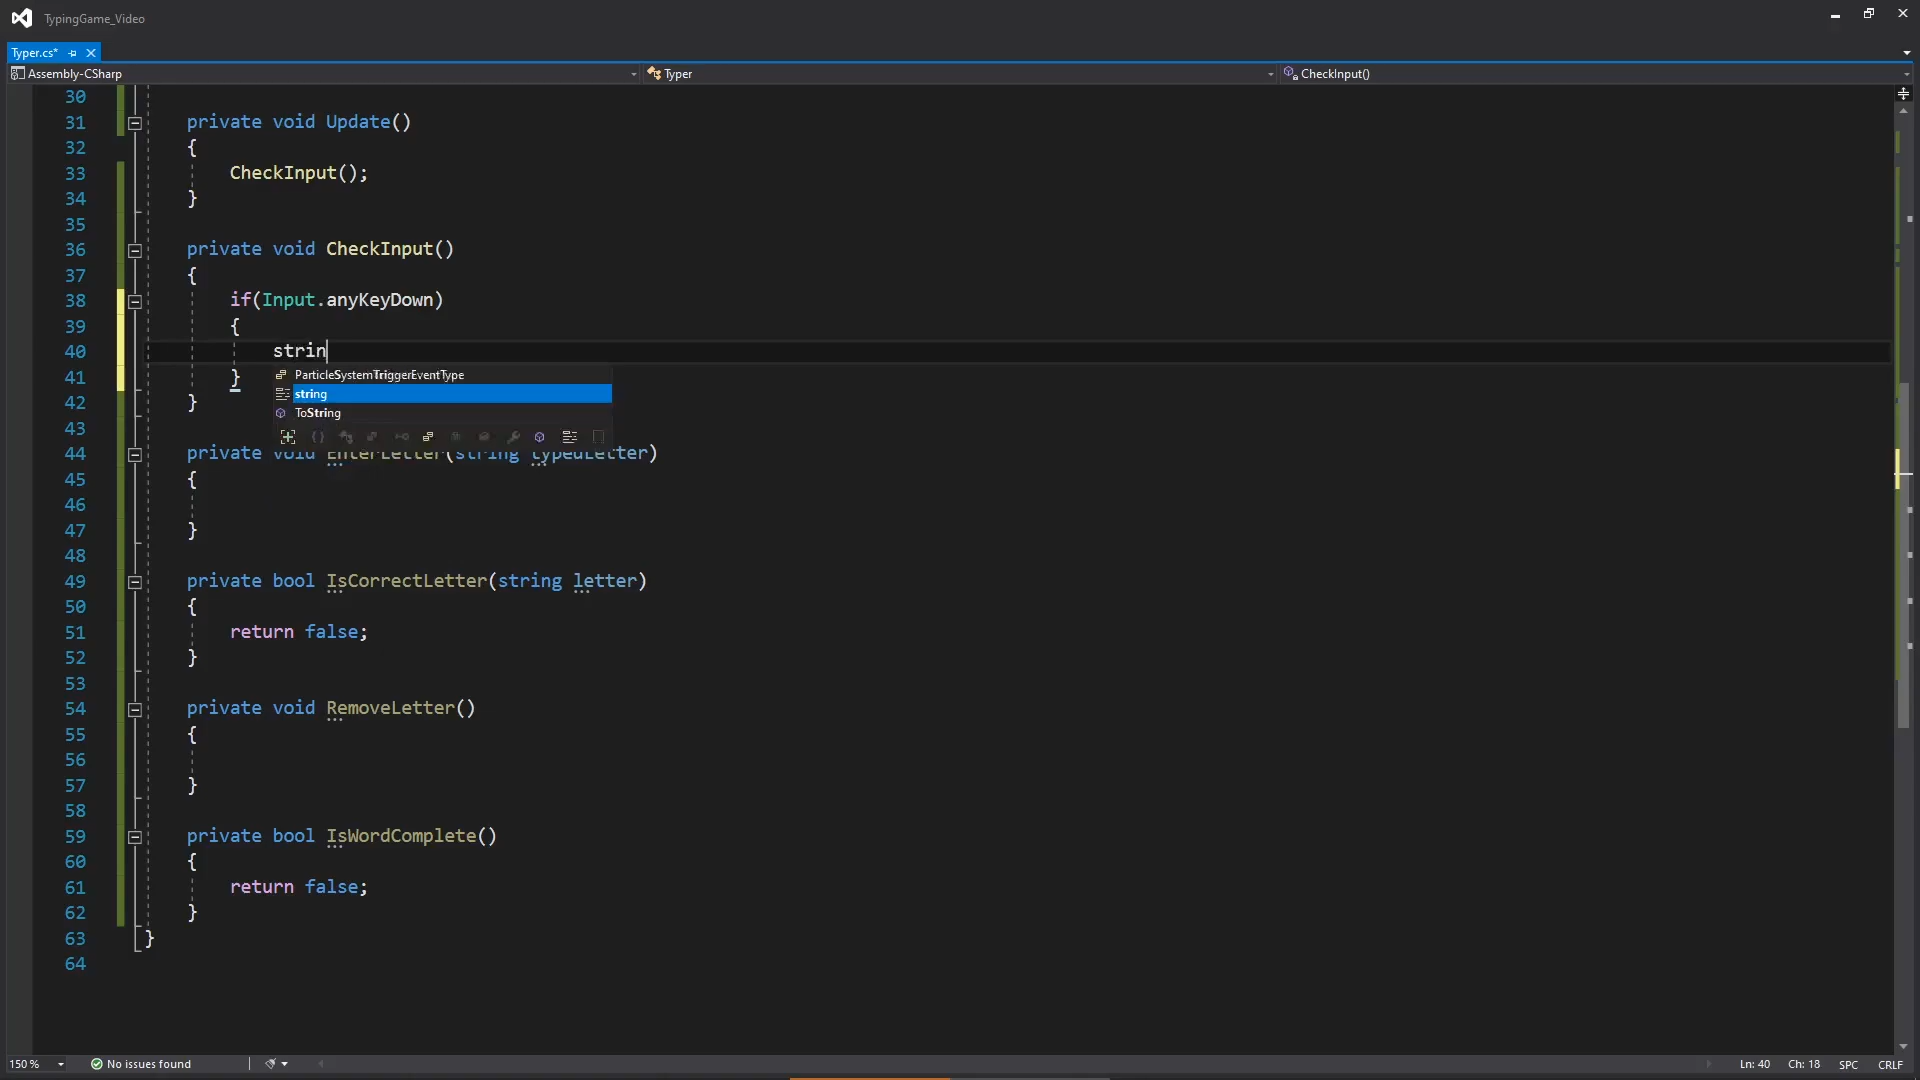 TypingGame_Video
Typer.cs*
Assembly-CSharp Typer CheckInput()
30
31 private void Update()
32 {
33 CheckInput();
34 }
35
36 private void CheckInput()
37 {
38 if(Input.anyKeyDown)
39 {
40 strin
ParticleSystemTriggerEventType
41 }
string
42 }
ToString
43
44 private void EnterLetter(string typedLetter)
45 {
46
47 }
48
49 private bool IsCorrectLetter(string letter)
50 {
51 return false;
52 }
53
54 private void RemoveLetter()
55 {
56
57 }
58
59 private bool IsWordComplete()
60 {
61 return false;
62 }
63 }
64
150 % No issues found Ln: 40 Ch: 18 SPC CRLF